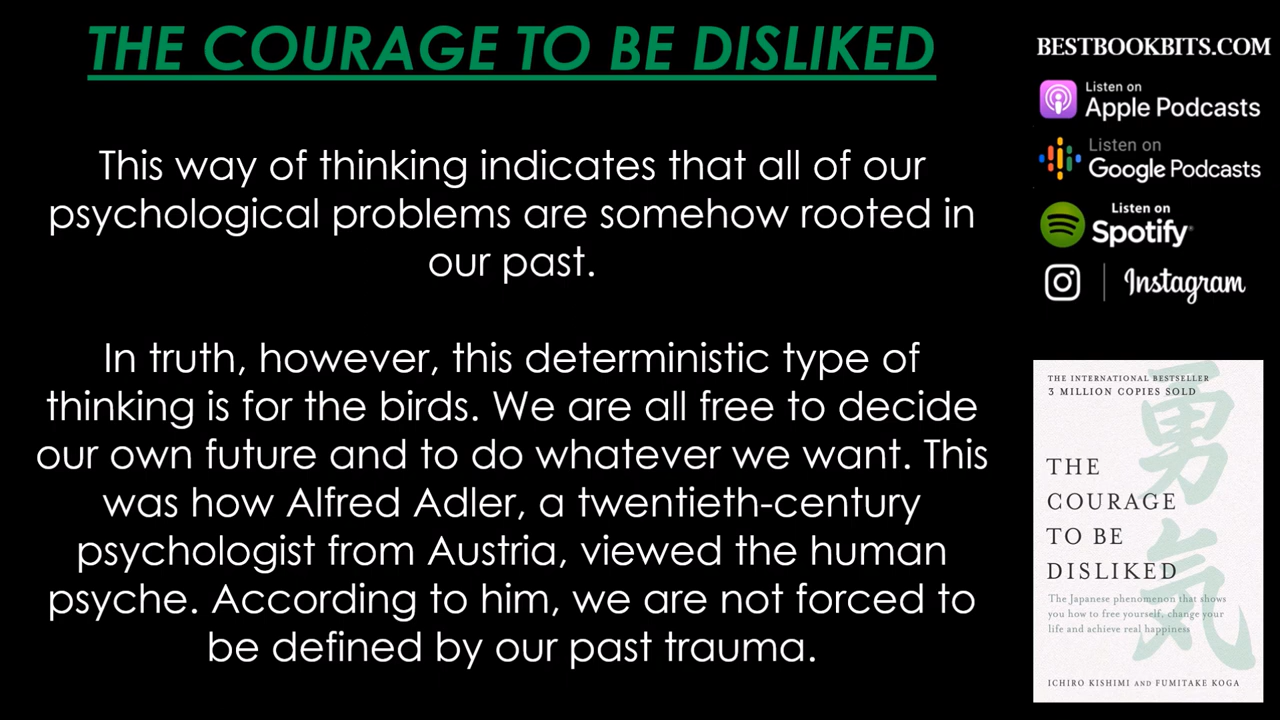 THE COURAGE TO BE DISLIKED
This way of thinking indicates that all of our
psychological problems are somehow rooted in
our past.
In truth, however, this deterministic type of
thinking is for the birds. We are all free to decide
our own future and to do whatever we want. This
was how Alfred Adler, a twentieth-century
psychologist from Austria, viewed the human
psyche. According to him, we are not forced to
be defined by our past trauma.
BESTBOOKBITS.COM
Listen on
Apple Podcasts
Listen on
Google Podcasts
Listen on
Spotify
Instagram
THE INTERNATIONAL BESTSELLER
3 MILLION COPIES SOLD
勇気
THE
COURAGE
TO BE
DISLIKED
The Japanese phenomenon that shows
you how to free yourself, change your
life and achieve real happiness
ICHIRO KISHIMI AND FUMITAKE KOGA